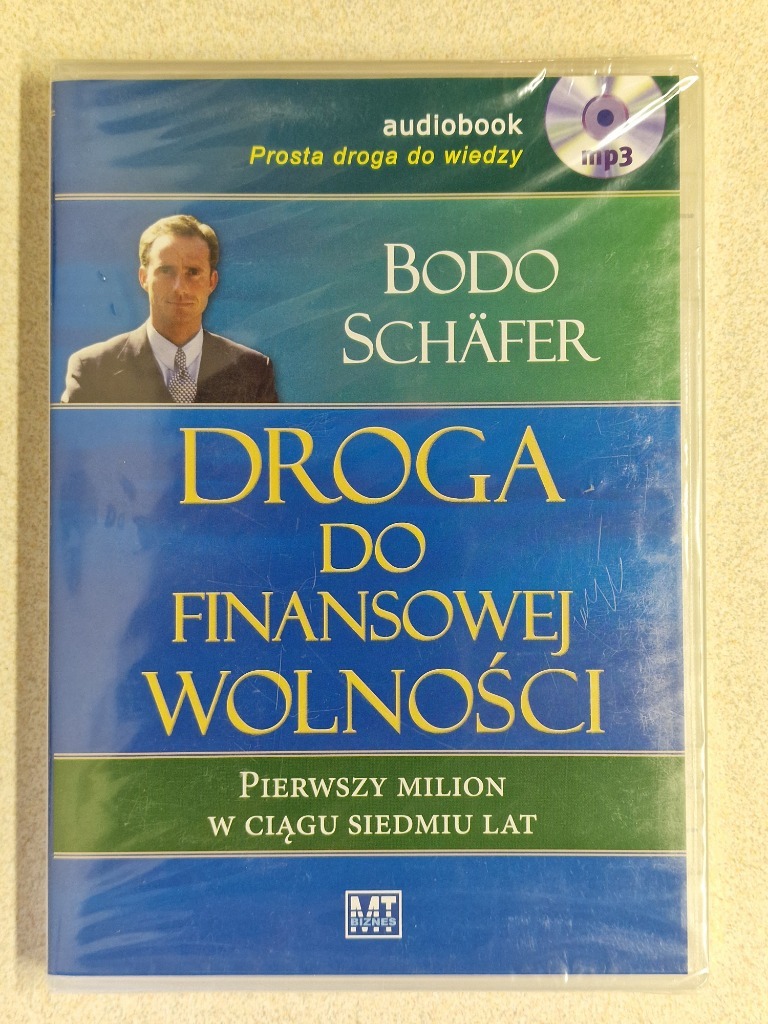 audiobook
Prosta droga do wiedzy
mp3
BODO
SCHÄFER
DROGA
DO
FINANSOWEJ
WOLNOŚCI
PIERWSZY MILION
W CIĄGU SIEDMIU LAT
MT
BIZNES